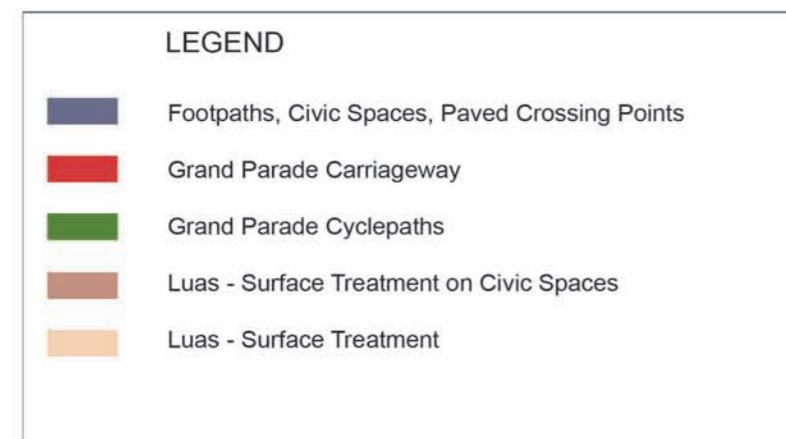 LEGEND
Footpaths, Civic Spaces, Paved Crossing Points
Grand Parade Carriageway
Grand Parade Cyclepaths
Luas - Surface Treatment on Civic Spaces
Luas - Surface Treatment